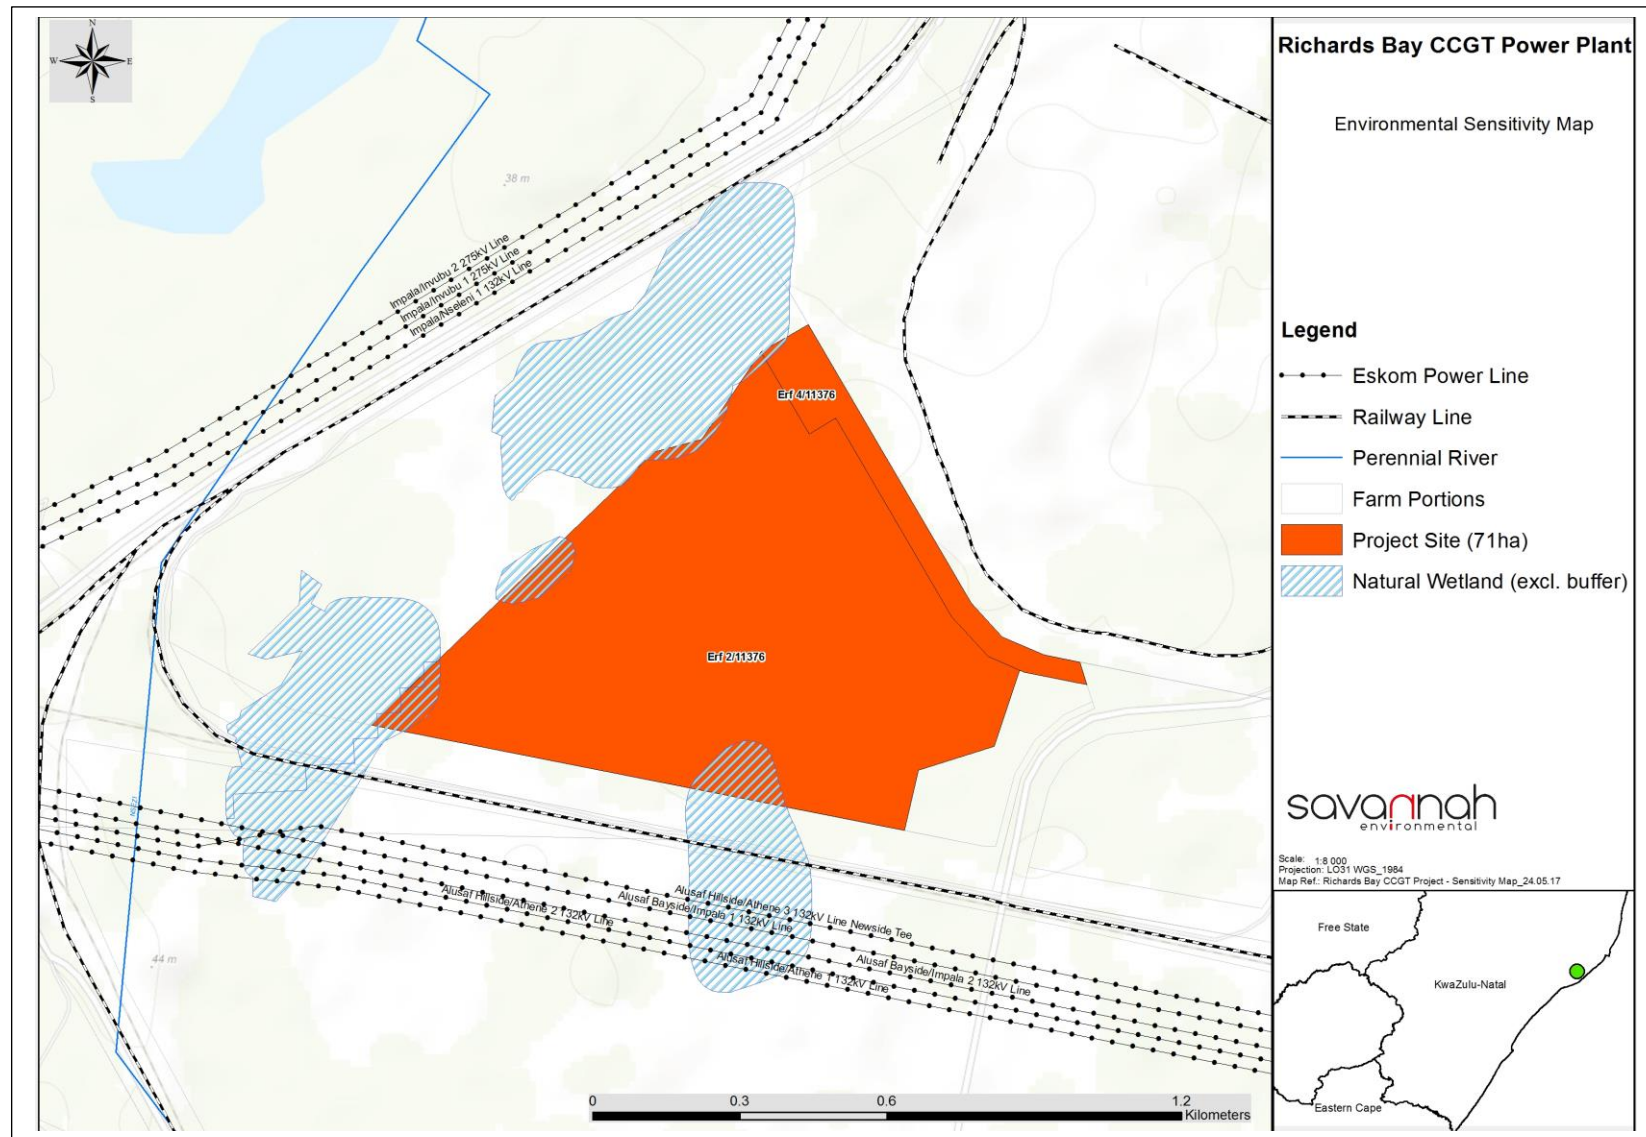 N
W
E
S
38 m
Impala/Invubu 2 275kV Line
Impala/Invubu 1 275kV Line
Impala/Nseleni 1 132kV Line
Erf 4/11376
Erf 2/11376
Alusaf Hillside/Athene 3 132kV Line Newside Tee
Alusaf Bayside/Impala 1 132kV Line
Alusaf Hillside/Athene 2 132kV Line
Alusaf Bayside/Impala 2 132kV Line
Alusaf Hillside/Athene 1 132kV Line
44 m
0 0.3 0.6 1.2
Kilometers
Richards Bay CCGT Power Plant
Environmental Sensitivity Map
Legend
Eskom Power Line
Railway Line
Perennial River
Farm Portions
Project Site (71ha)
Natural Wetland (excl. buffer)
savannah
environmental
Scale: 1:8 000
Projection: LO31 WGS_1984
Map Ref.: Richards Bay CCGT Project - Sensitivity Map_24.05.17
Free State
KwaZulu-Natal
Eastern Cape